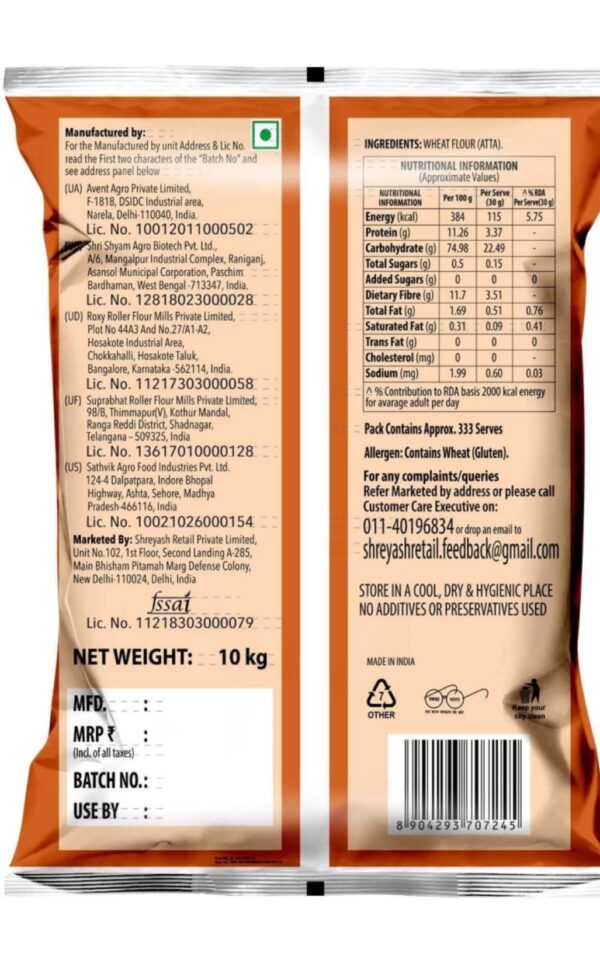 Manufactured by:
For the Manufactured by unit Address & Lic No.
read the First two characters of the "Batch No" and
see address panel below
(UA) Avent Agro Private Limited,
F-1818, DSIDC Industrial area,
Narela, Delhi-110040, India.
Lic. No. 10012011000502
Shri Shyam Agro Biotech Pvt. Ltd.,
A/6, Mangalpur Industrial Complex, Raniganj,
Asansol Municipal Corporation, Paschim
Bardhaman, West Bengal -713347, India.
Lic. No. 12818023000028
(UD) Roxy Roller Flour Mills Private Limited,
Plot No 44A3 And No.27/A1-A2,
Hosakote Industrial Area,
Chokkahalli, Hosakote Taluk,
Bangalore, Karnataka -562114, India.
Lic. No. 11217303000058
(UF) Suprabhat Roller Flour Mills Private Limited,
98/B, Thimmapur(V), Kothur Mandal,
Ranga Reddi District, Shadnagar,
Telangana – 509325, India
Lic. No. 13617010000128
(US) Sathvik Agro Food Industries Pvt. Ltd.
124-4 Dalpatpara, Indore Bhopal
Highway, Ashta, Sehore, Madhya
Pradesh-466116, India
Lic. No. 10021026000154
Marketed By: Shreyash Retail Private Limited,
Unit No.102, 1st Floor, Second Landing A-285,
Main Bhisham Pitamah Marg Defense Colony,
New Delhi-110024, Delhi, India
fssai
Lic. No. 11218303000079
NET WEIGHT: 10 kg
MFD. :
MRP ₹ :
(Incl. of all taxes)
BATCH NO.:
USE BY :
INGREDIENTS: WHEAT FLOUR (ATTA).
NUTRITIONAL INFORMATION
(Approximate Values)
NUTRITIONAL INFORMATION Per 100 g Per Serve (30 g) ^ % RDA Per Serve(30 g)
Energy (kcal) 384 115 5.75
Protein (g) 11.26 3.37 -
Carbohydrate (g) 74.98 22.49 -
Total Sugars (g) 0.5 0.15 -
Added Sugars (g) 0 0 0
Dietary Fibre (g) 11.7 3.51 -
Total Fat (g) 1.69 0.51 0.76
Saturated Fat (g) 0.31 0.09 0.41
Trans Fat (g) 0 0 0
Cholesterol (mg) 0 0 -
Sodium (mg) 1.99 0.60 0.03
^ % Contribution to RDA basis 2000 kcal energy
for avarage adult per day
Pack Contains Approx. 333 Serves
Allergen: Contains Wheat (Gluten).
For any complaints/queries
Refer Marketed by address or please call
Customer Care Executive on:
011-40196834 or drop an email to
shreyashretail.feedback@gmail.com
STORE IN A COOL, DRY & HYGIENIC PLACE
NO ADDITIVES OR PRESERVATIVES USED
MADE IN INDIA
7
OTHER
Keep your
city clean
8 904293 707245